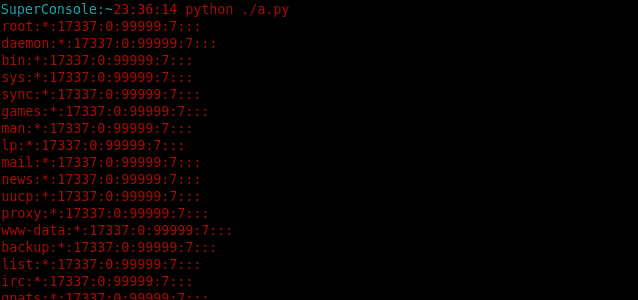 SuperConsole:~23:36:14 python ./a.py
root:*:17337:0:99999:7:::
daemon:*:17337:0:99999:7:::
bin:*:17337:0:99999:7:::
sys:*:17337:0:99999:7:::
sync:*:17337:0:99999:7:::
games:*:17337:0:99999:7:::
man:*:17337:0:99999:7:::
lp:*:17337:0:99999:7:::
mail:*:17337:0:99999:7:::
news:*:17337:0:99999:7:::
uucp:*:17337:0:99999:7:::
proxy:*:17337:0:99999:7:::
www-data:*:17337:0:99999:7:::
backup:*:17337:0:99999:7:::
list:*:17337:0:99999:7:::
irc:*:17337:0:99999:7:::
gnats:*:17337:0:99999:7:::